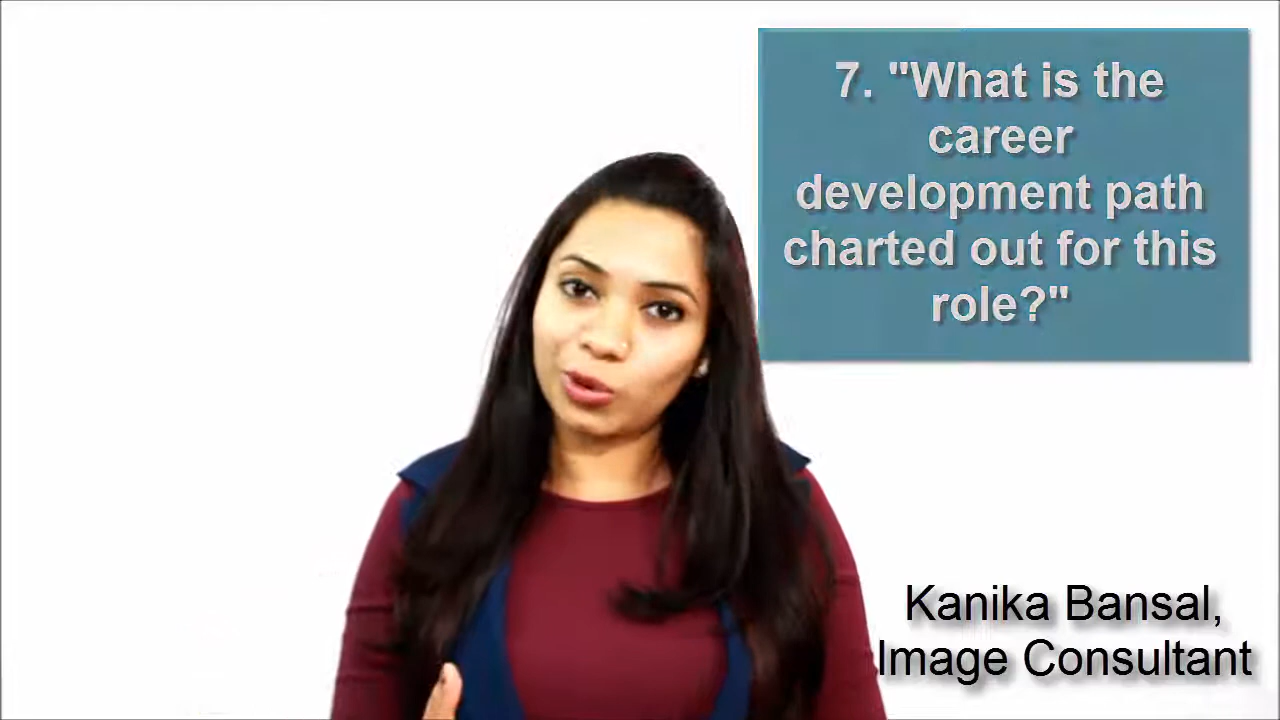 7. "What is the
career
development path
charted out for this
role?"
Kanika Bansal,
Image Consultant